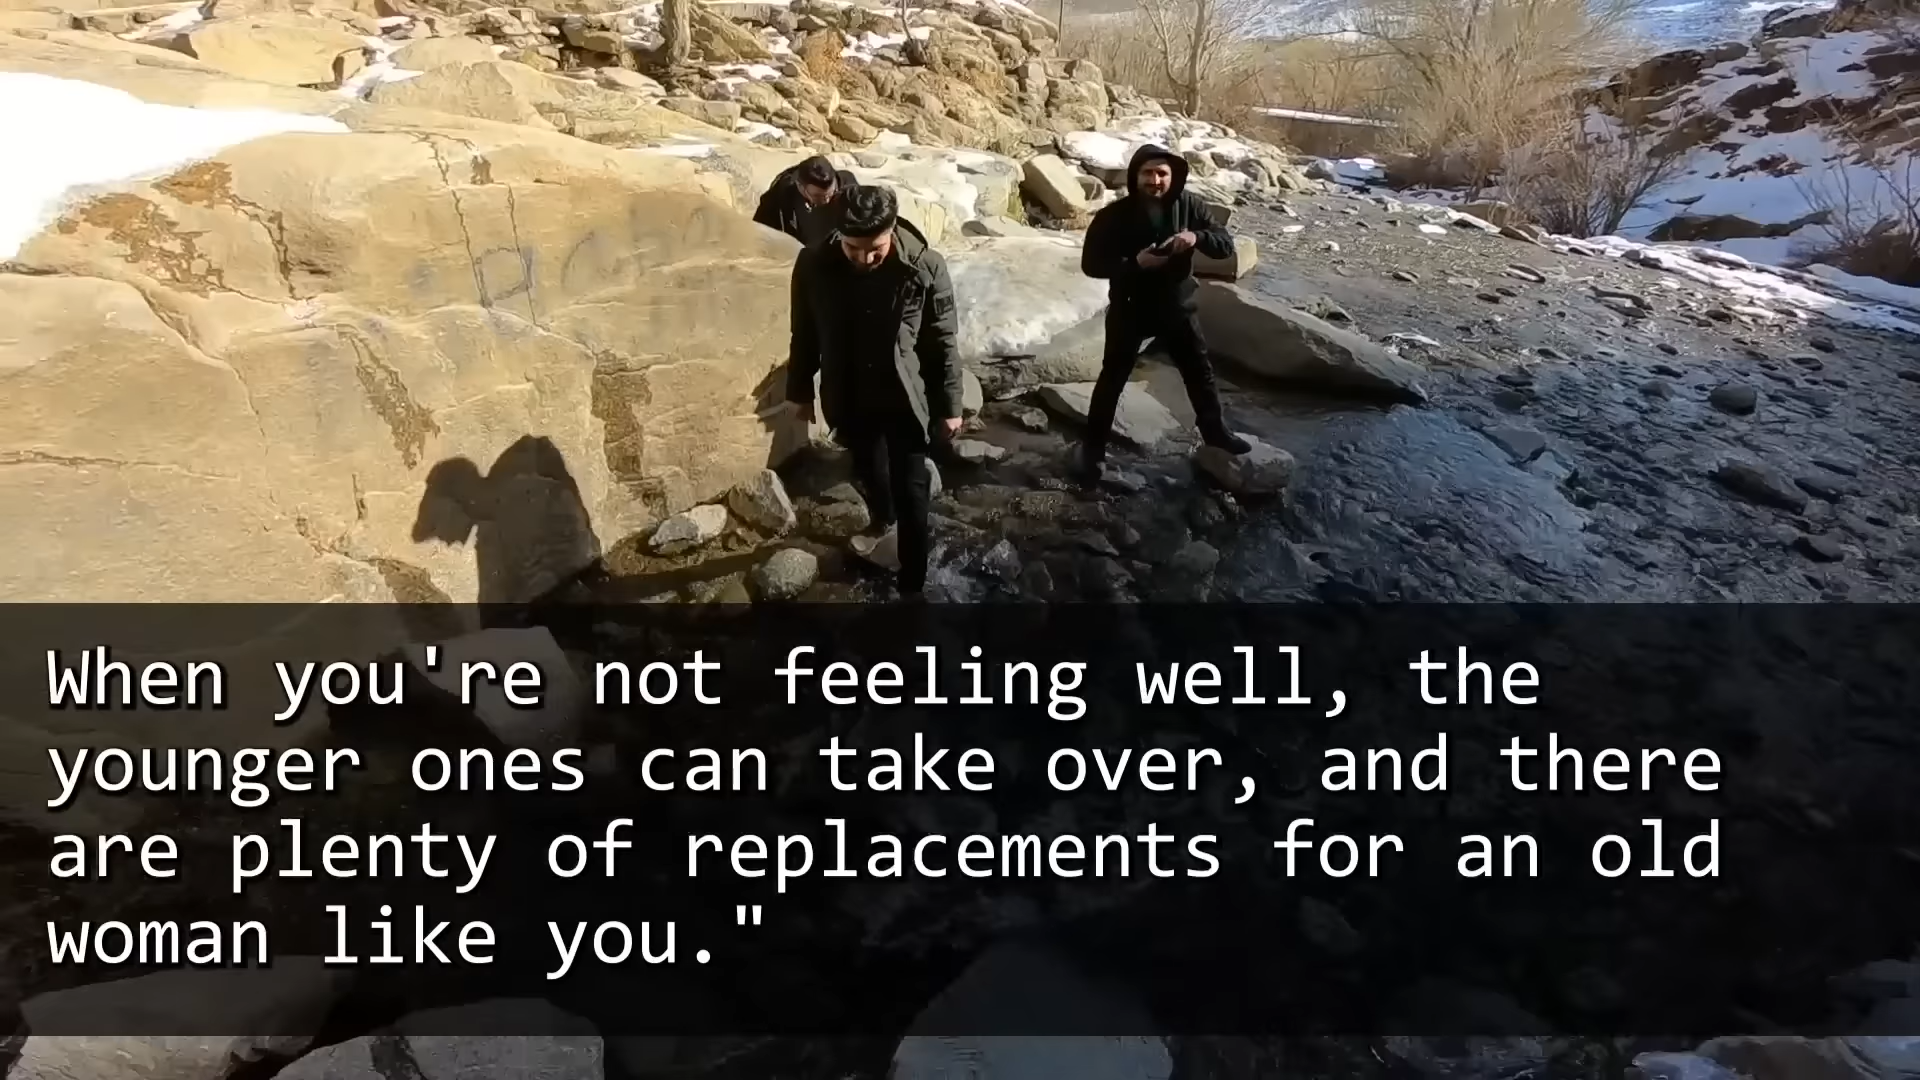 When you're not feeling well, the
younger ones can take over, and there
are plenty of replacements for an old
woman like you."